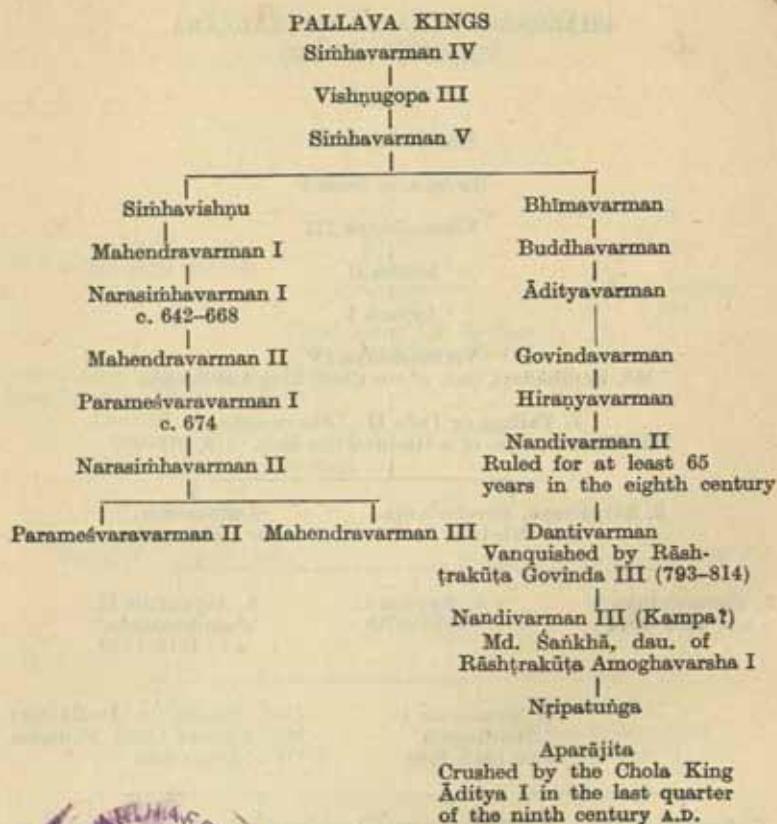 PALLAVA KINGS
Siṁhavarman IV
Vishṇugopa III
Siṁhavarman V
Siṁhavishṇu
Mahendravarman I
Narasiṁhavarman I
c. 642–668
Mahendravarman II
Parameśvaravarman I
c. 674
Narasiṁhavarman II
Parameśvaravarman II Mahendravarman III
Bhīmavarman
Buddhavarman
Ādityavarman
Govindavarman
Hiraṇyavarman
Nandivarman II
Ruled for at least 65
years in the eighth century
Dantivarman
Vanquished by Rāsh-
ṭrakūṭa Govinda III (793–814)
Nandivarman III (Kampa?)
Md. Śaṅkhā, dau. of
Rāshṭrakūṭa Amoghavarsha I
Nṛipatuṅga
Aparājita
Crushed by the Chola King
Āditya I in the last quarter
of the ninth century A.D.